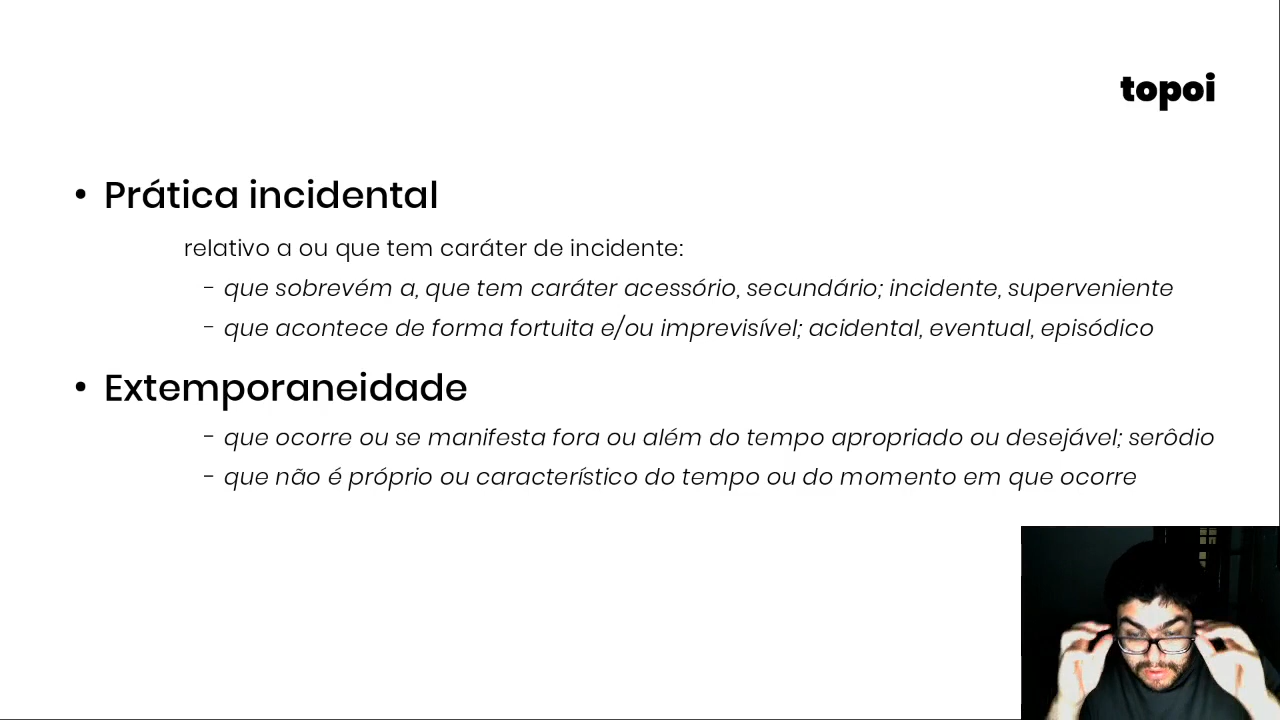 topoi
• Prática incidental
relativo a ou que tem caráter de incidente:
- que sobrevém a, que tem caráter acessório, secundário; incidente, superveniente
- que acontece de forma fortuita e/ou imprevisível; acidental, eventual, episódico
• Extemporaneidade
- que ocorre ou se manifesta fora ou além do tempo apropriado ou desejável; serôdio
- que não é próprio ou característico do tempo ou do momento em que ocorre